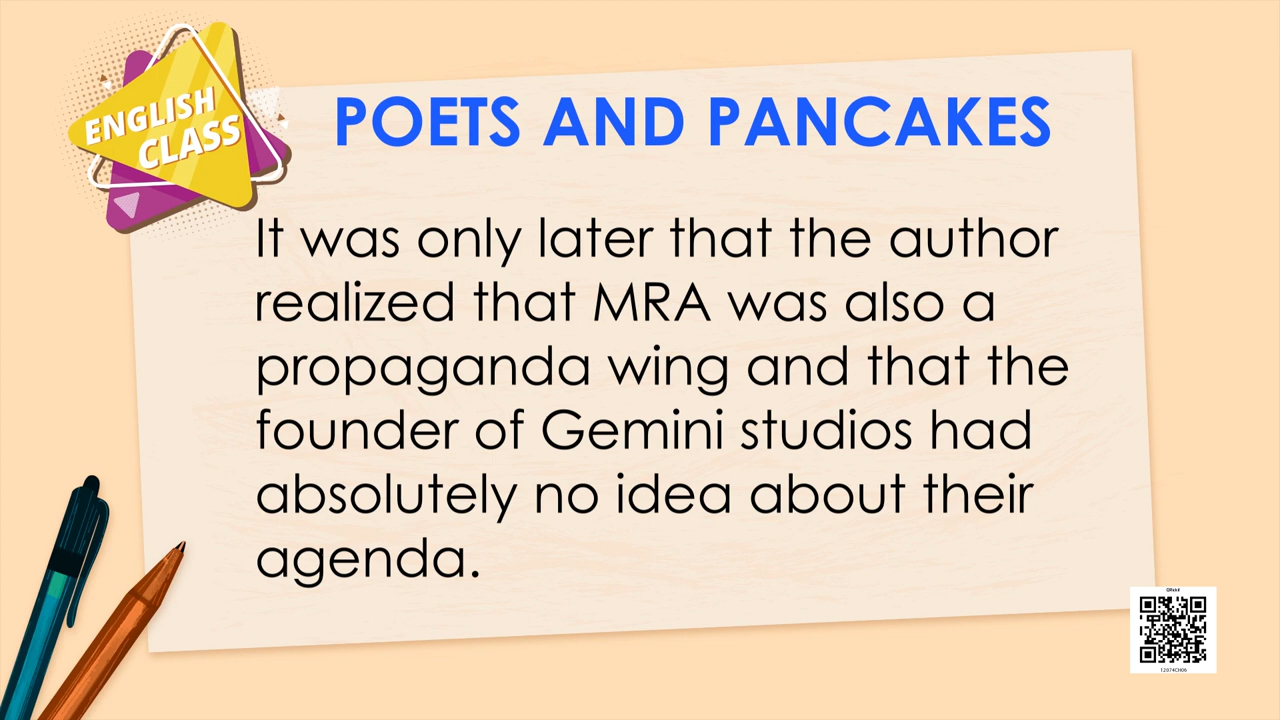 ENGLISH
CLASS
POETS AND PANCAKES
It was only later that the author
realized that MRA was also a
propaganda wing and that the
founder of Gemini studios had
absolutely no idea about their
agenda.
12074CH06